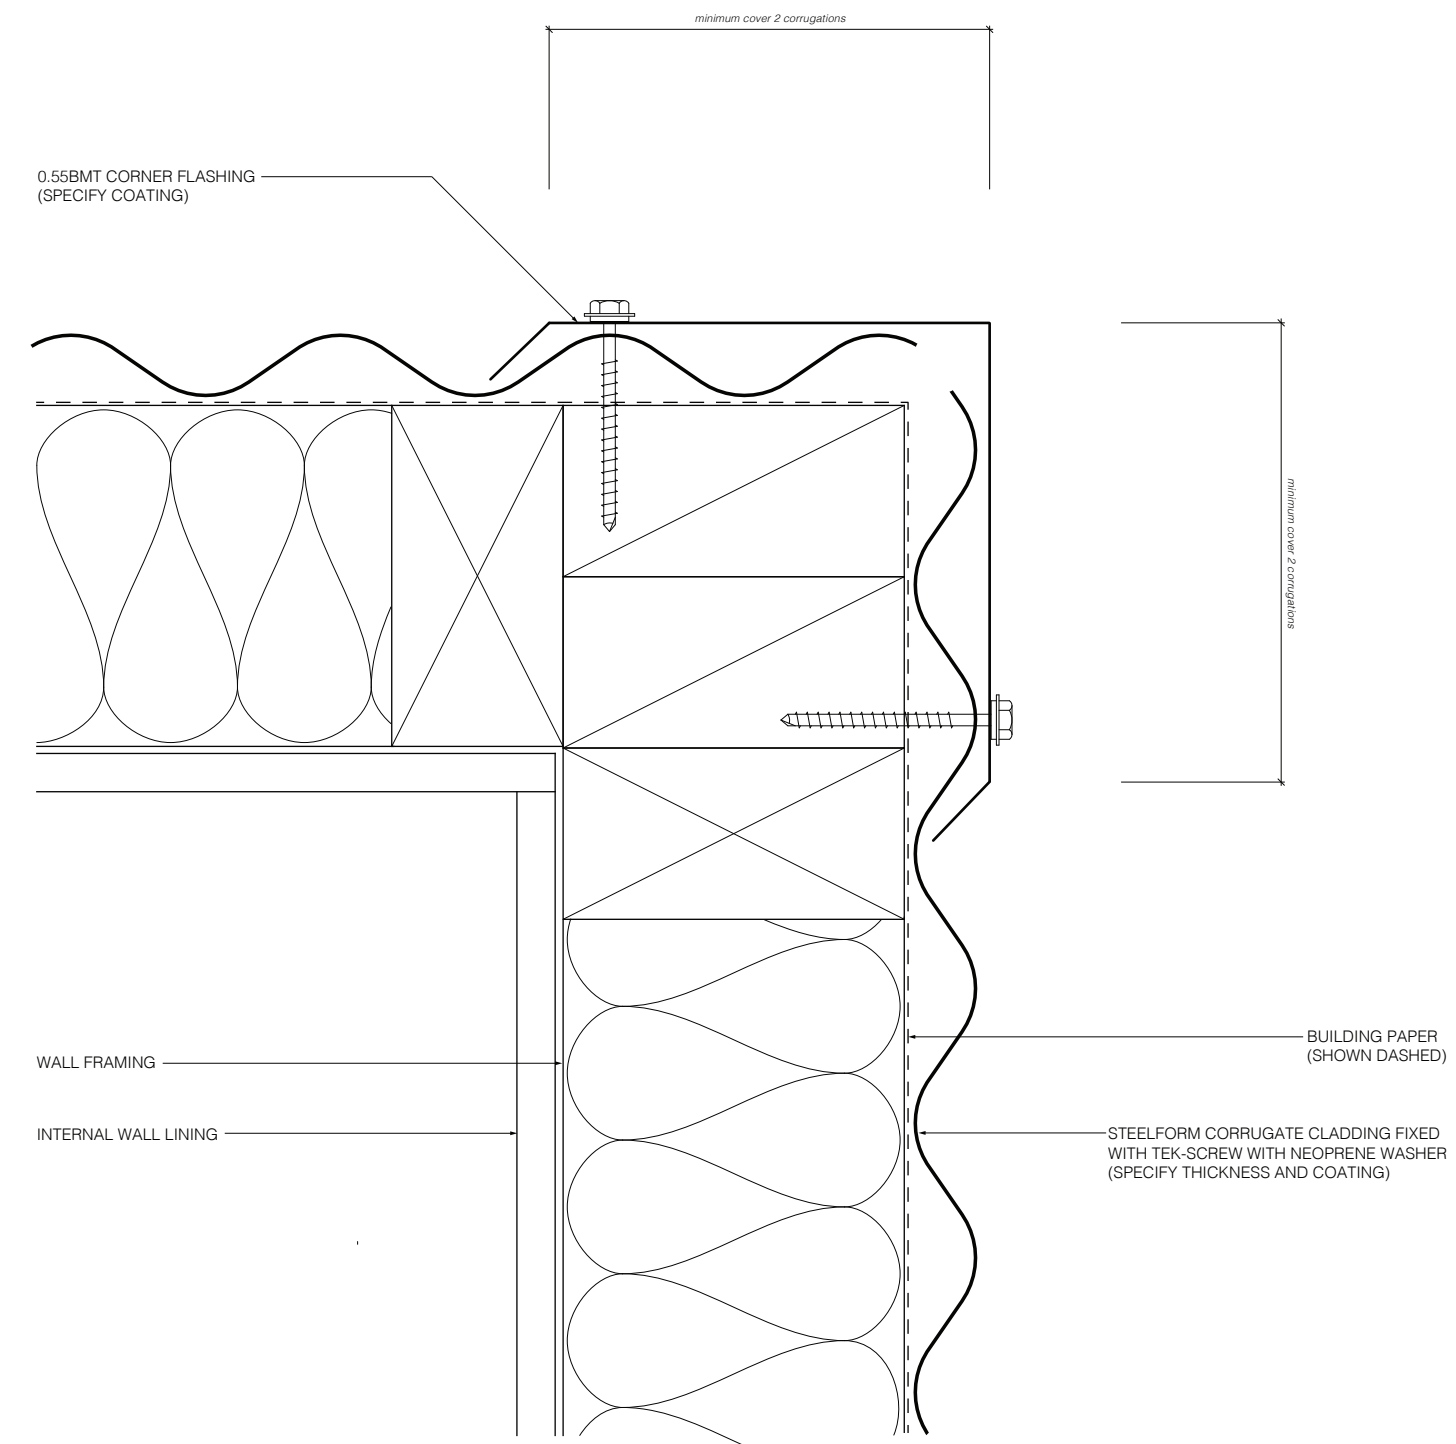 minimum cover 2 corrugations
0.55BMT CORNER FLASHING
(SPECIFY COATING)
minimum cover 2 corrugations
WALL FRAMING
INTERNAL WALL LINING
BUILDING PAPER
(SHOWN DASHED)
STEELFORM CORRUGATE CLADDING FIXED
WITH TEK-SCREW WITH NEOPRENE WASHER
(SPECIFY THICKNESS AND COATING)